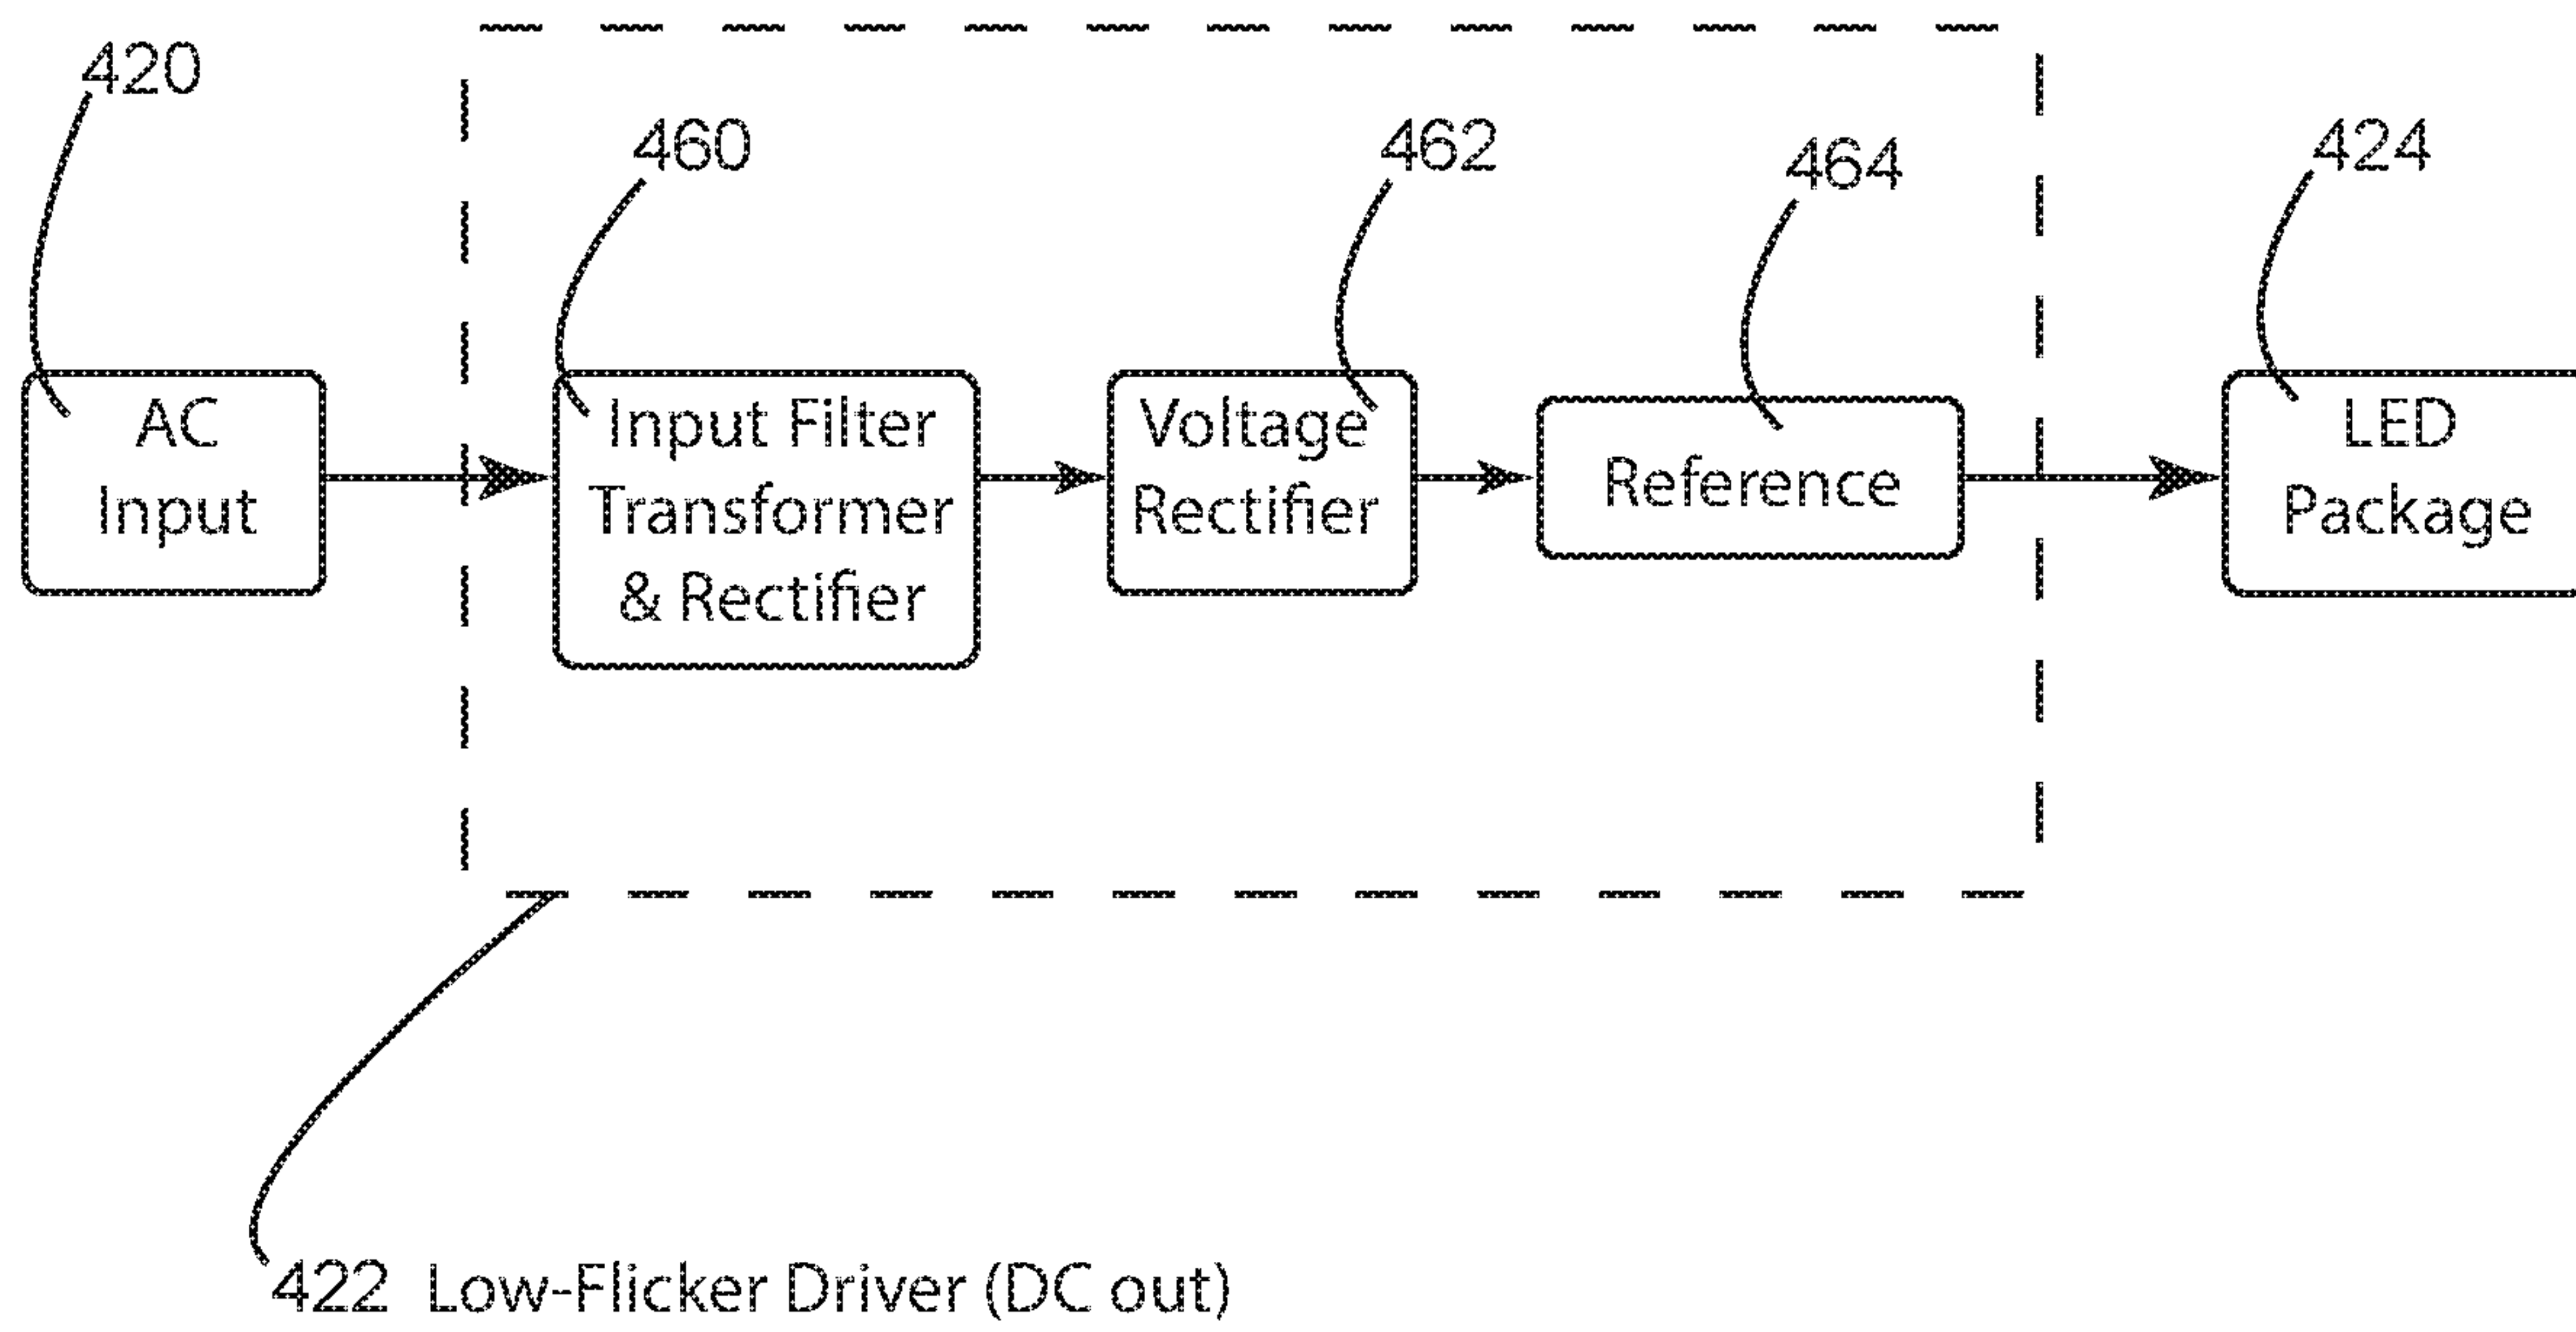 420
460
462
464
424
AC
Input
Input Filter
Transformer
& Rectifier
Voltage
Rectifier
Reference
LED
Package
422 Low-Flicker Driver (DC out)